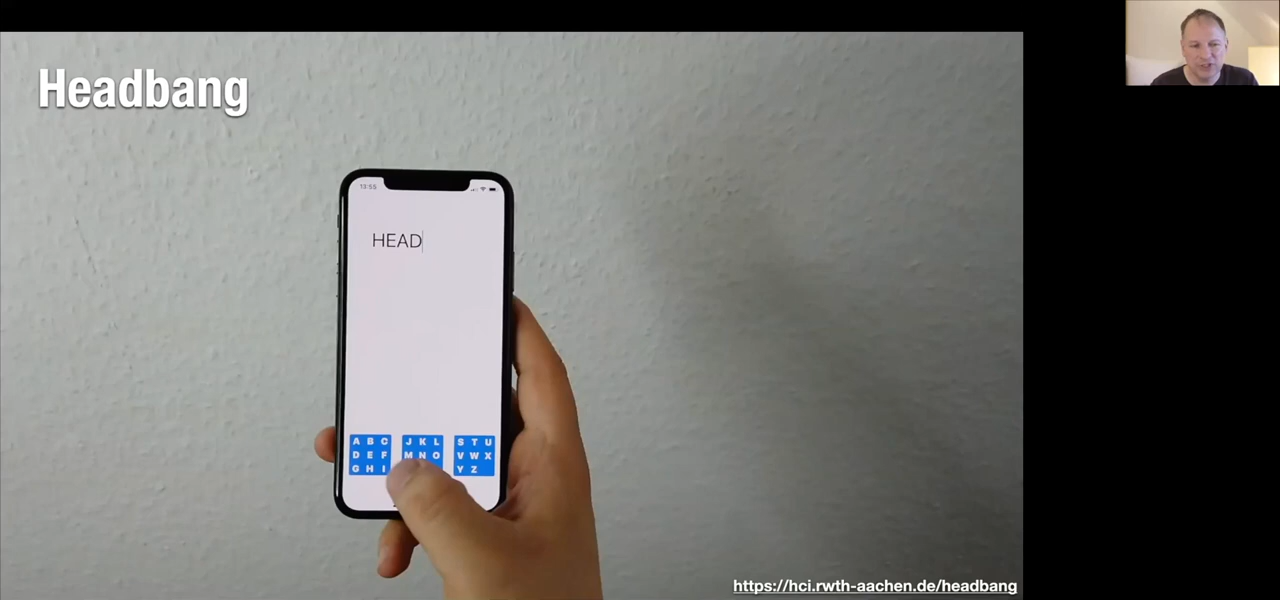 Headbang
13:55
HEAD
A B C
D E F
G H I
J K L
M N O
S T U
V W X
Y Z
https://hci.rwth-aachen.de/headbang